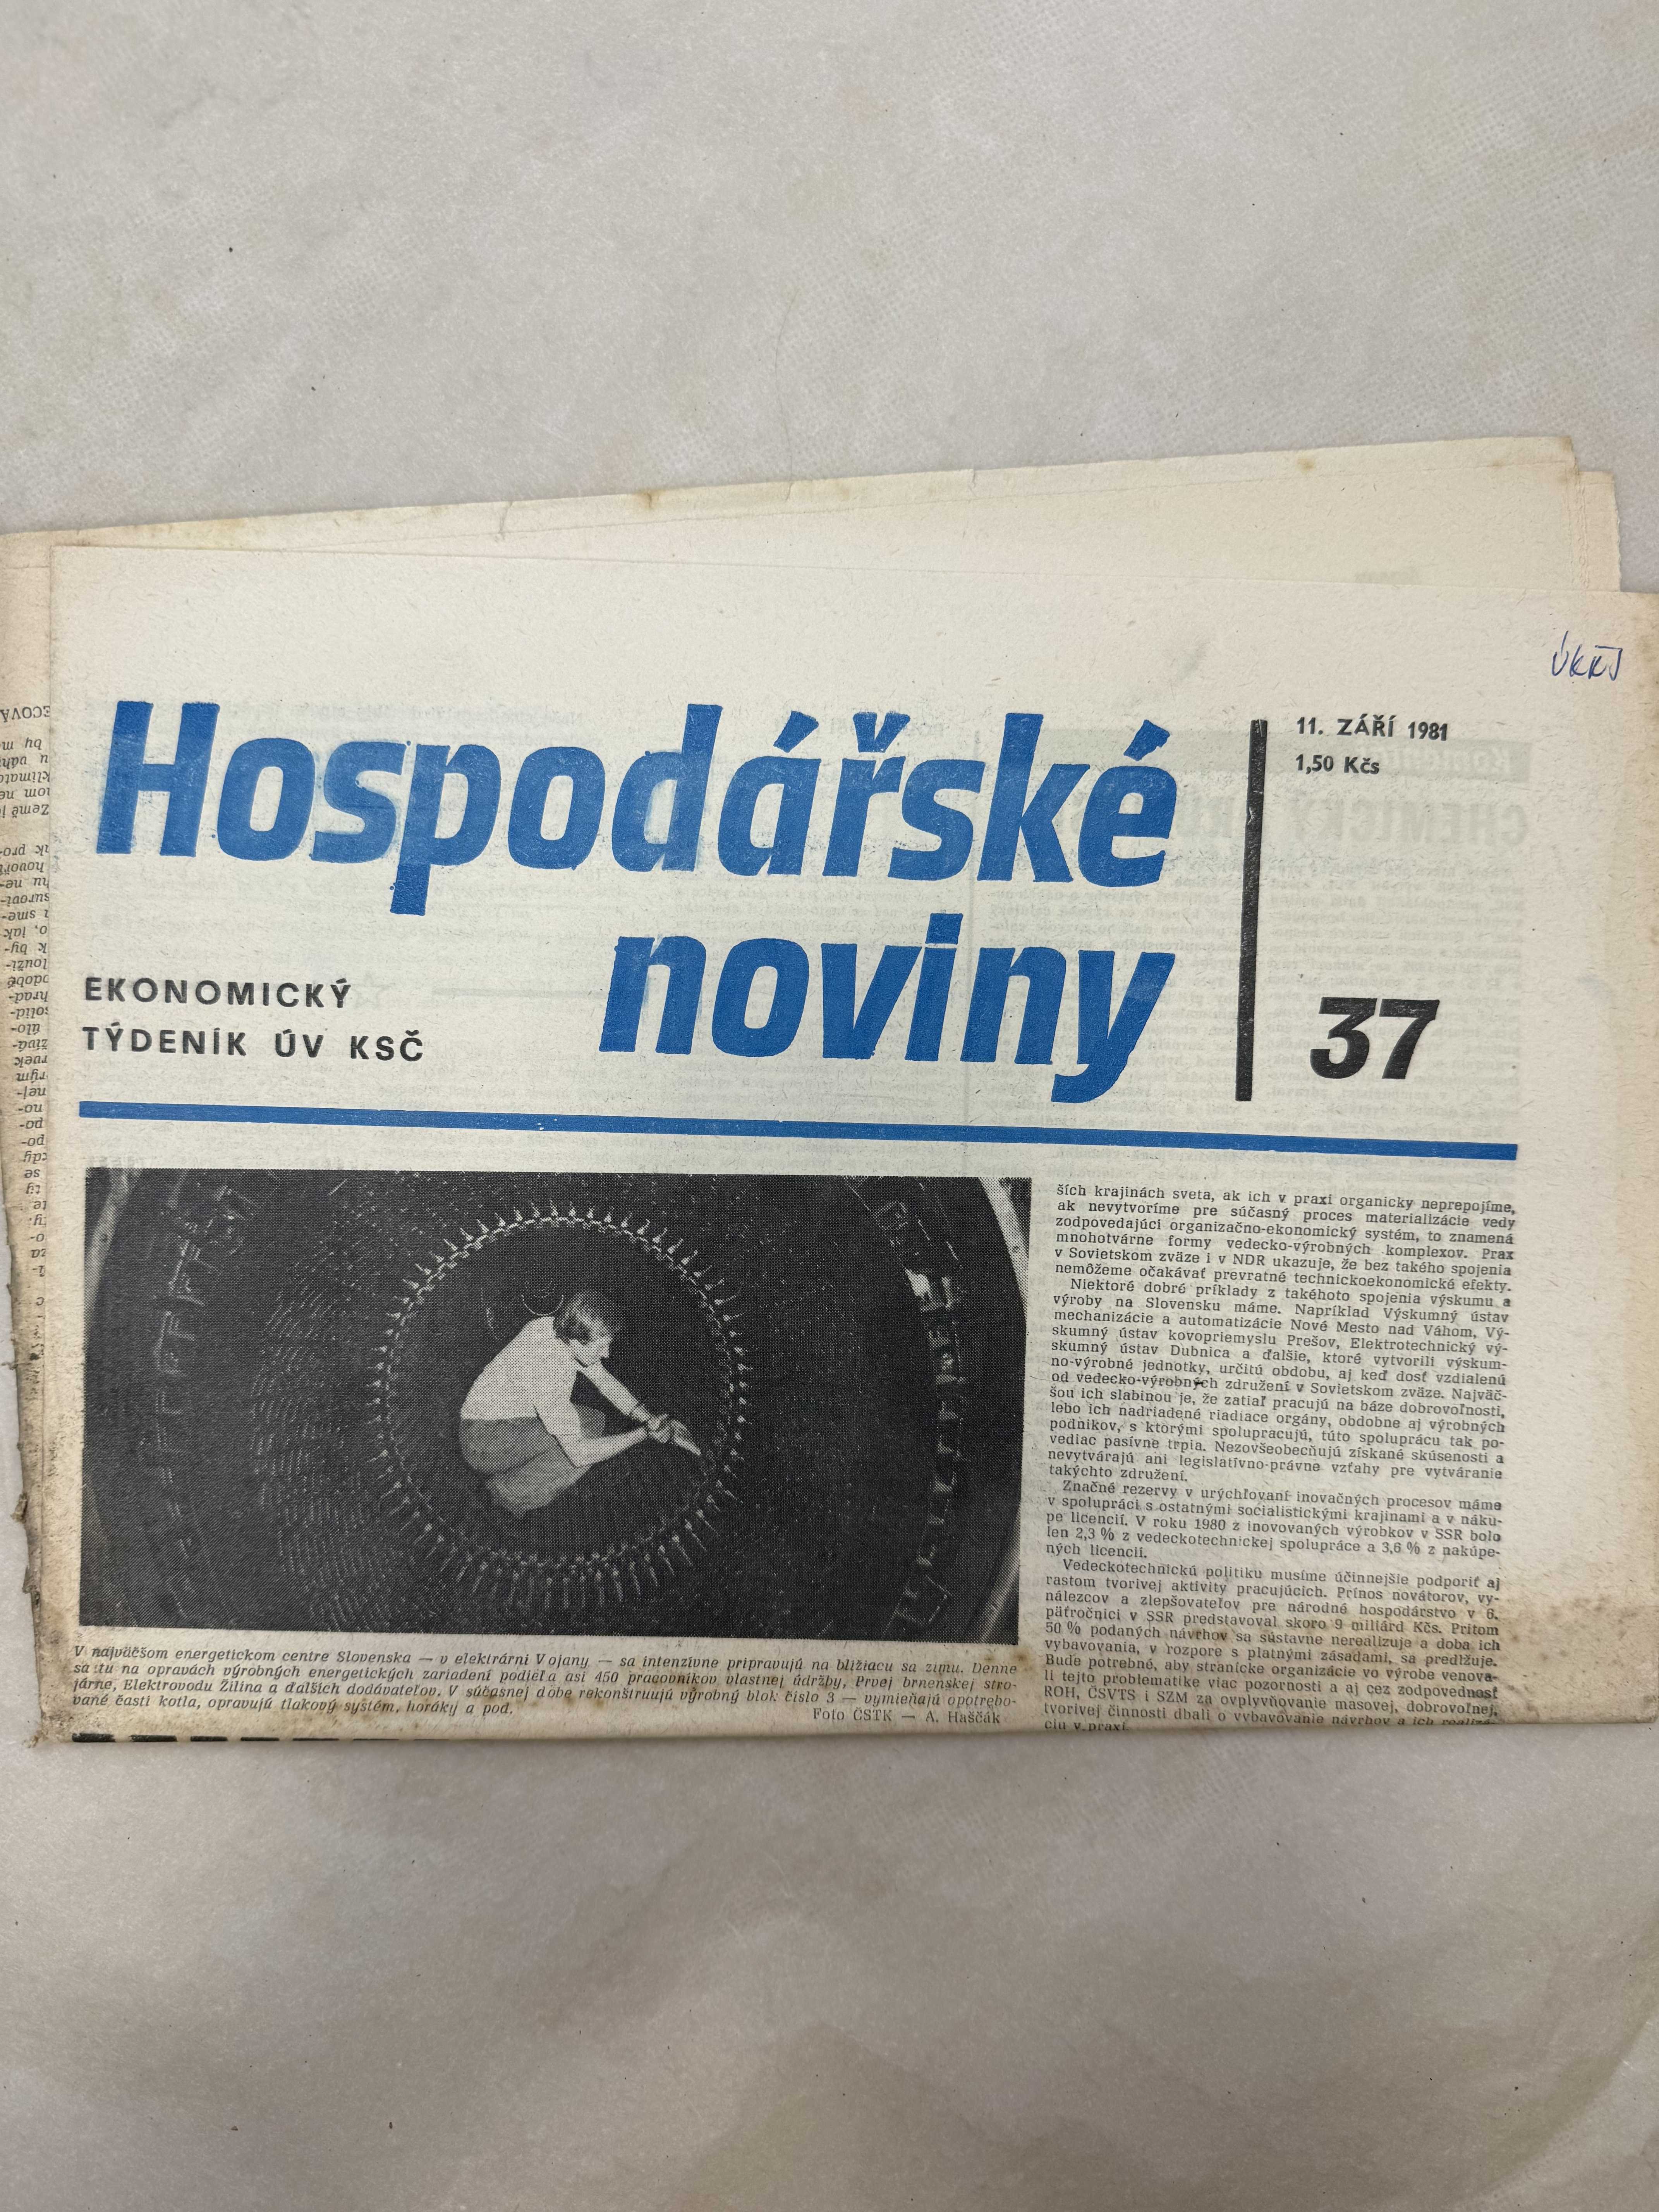 ÚKKJ
Hospodářské
noviny
11. ZÁŘÍ 1981
1,50 Kčs
EKONOMICKÝ
TÝDENÍK ÚV KSČ
37
V najväčšom energetickom centre Slovenska — v elektrárni Vojany — sa intenzívne pripravujú na blížiacu sa zimu. Denne
sa tu na opravách výrobných energetických zariadení podieľa asi 450 pracovníkov vlastnej údržby, Prvej brnenskej stro-
járne, Elektrovodu Žilina a ďalších dodávateľov. V súčasnej dobe rekonštruujú výrobný blok číslo 3 — vymieňajú opotrebo-
vané časti kotla, opravujú tlakový systém, horáky a pod.
Foto ČSTK — A. Haščák
ších krajinách sveta, ak ich v praxi organicky neprepojíme,
ak nevytvoríme pre súčasný proces materializácie vedy
zodpovedajúci organizačno-ekonomický systém, to znamená
mnohotvárne formy vedecko-výrobných komplexov. Prax
v Sovietskom zväze i v NDR ukazuje, že bez takého spojenia
nemôžeme očakávať prevratné technickoekonomické efekty.
Niektoré dobré príklady z takéhoto spojenia výskumu a
výroby na Slovensku máme. Napríklad Výskumný ústav
mechanizácie a automatizácie Nové Mesto nad Váhom, Vý-
skumný ústav kovopriemyslu Prešov, Elektrotechnický vý-
skumný ústav Dubnica a ďalšie, ktoré vytvorili výskum-
no-výrobné jednotky, určitú obdobu, aj keď dosť vzdialenú
od vedecko-výrobných združení v Sovietskom zväze. Najväč-
šou ich slabinou je, že zatiaľ pracujú na báze dobrovoľnosti,
lebo ich nadriadené riadiace orgány, obdobne aj výrobných
podnikov, s ktorými spolupracujú, túto spoluprácu tak po-
vediac pasívne trpia. Nezovšeobecňujú získané skúsenosti a
nevytvárajú ani legislatívno-právne vzťahy pre vytváranie
takýchto združení.
Značné rezervy v urýchľovaní inovačných procesov máme
v spolupráci s ostatnými socialistickými krajinami a v náku-
pe licencií. V roku 1980 z inovovaných výrobkov v SSR bolo
len 2,3 % z vedeckotechnickej spolupráce a 3,6 % z nakúpe-
ných licencií.
Vedeckotechnickú politiku musíme účinnejšie podporiť aj
rastom tvorivej aktivity pracujúcich. Prínos novátorov, vy-
nálezcov a zlepšovateľov pre národné hospodárstvo v 6.
päťročnici v SSR predstavoval skoro 9 miliárd Kčs. Pritom
50 % podaných návrhov sa sústavne nerealizuje a doba ich
vybavovania, v rozpore s platnými zásadami, sa predlžuje.
Bude potrebné, aby stranícke organizácie vo výrobe venova-
li tejto problematike viac pozornosti a aj cez zodpovednosť
ROH, ČSVTS i SZM za ovplyvňovanie masovej, dobrovoľnej,
tvorivej činnosti dbali o vybavovanie návrhov a ich realizá-
ciu v praxi.